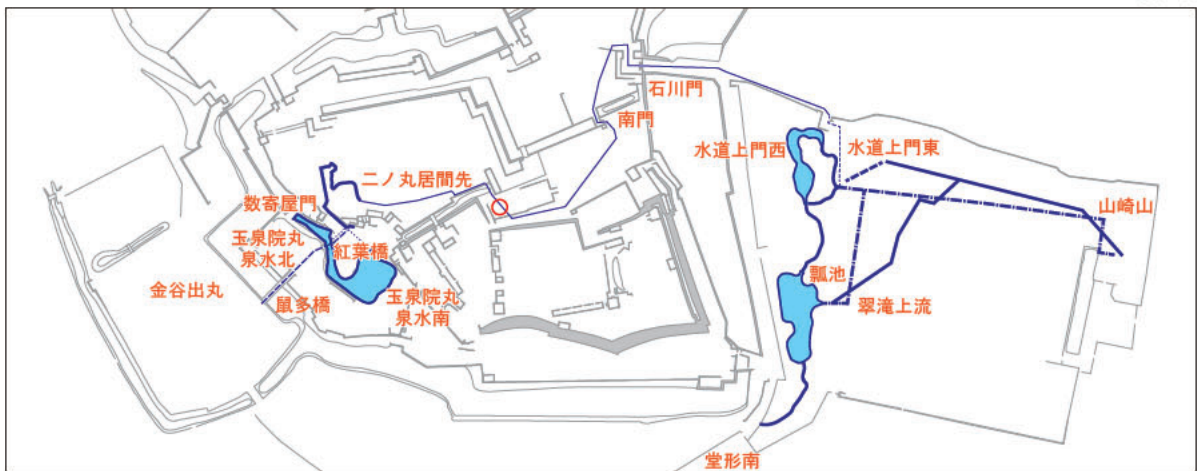 石川門
南門
水道上門西
水道上門東
二ノ丸居間先
数寄屋門
山崎山
玉泉院丸
泉水北
紅葉橋
瓢池
金谷出丸
鼠多橋
玉泉院丸
泉水南
翠滝上流
堂形南